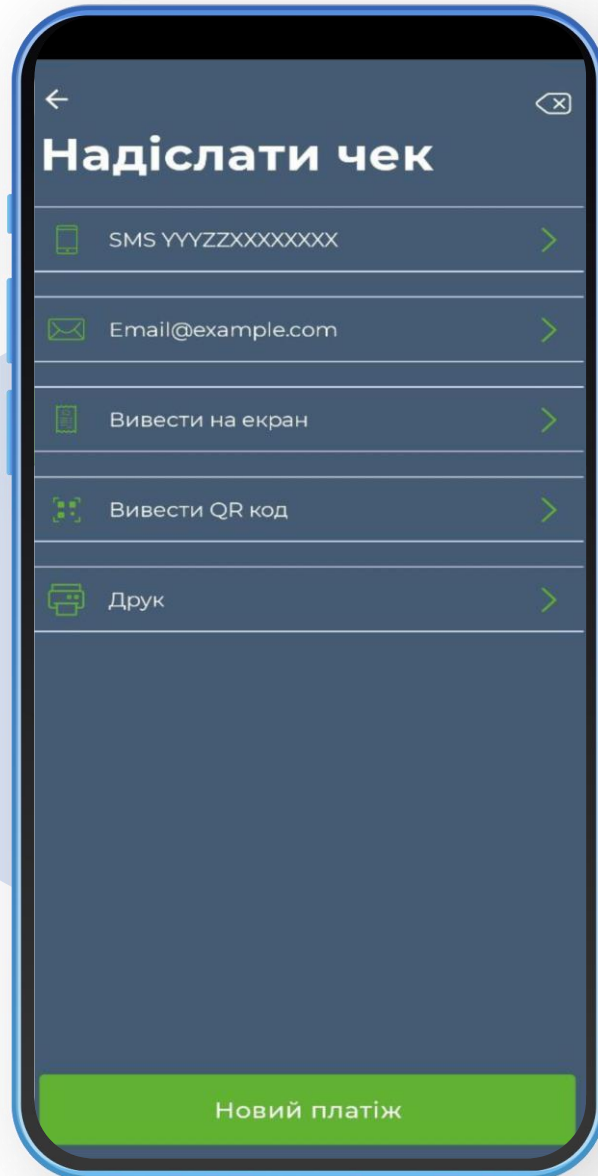 Надіслати чек
SMS YYYZZXXXXXXXX
Email@example.com
Вивести на екран
Вивести QR код
Друк
Новий платіж